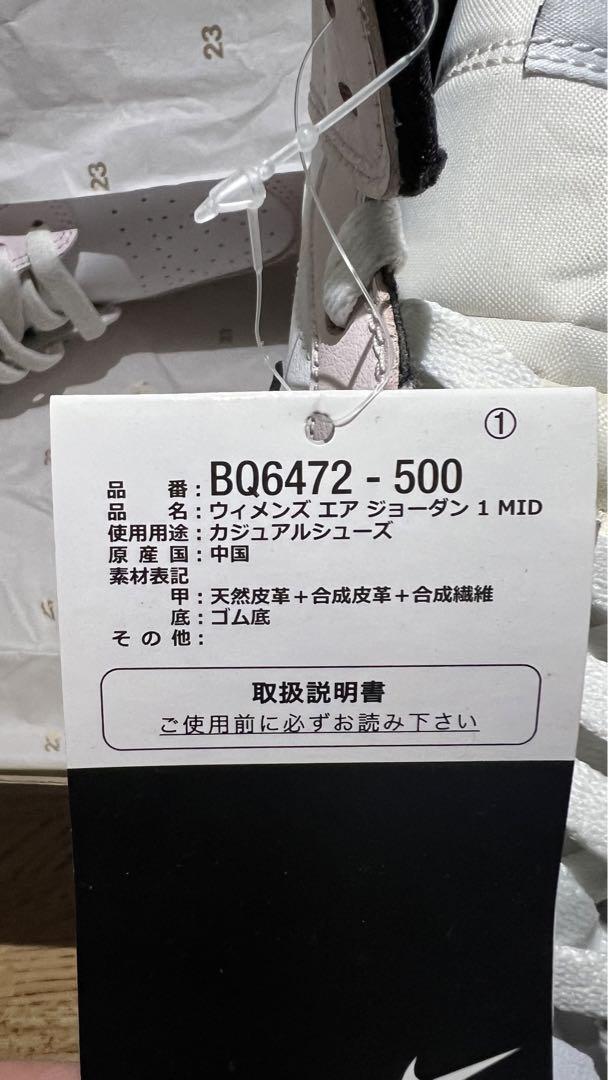 23
23
23
①
品番：BQ6472 - 500
品名：ウィメンズ エア ジョーダン 1 MID
使用用途：カジュアルシューズ
原産国：中国
素材表記
甲：天然皮革＋合成皮革＋合成繊維
底：ゴム底
その他：
取扱説明書
ご使用前に必ずお読み下さい
23